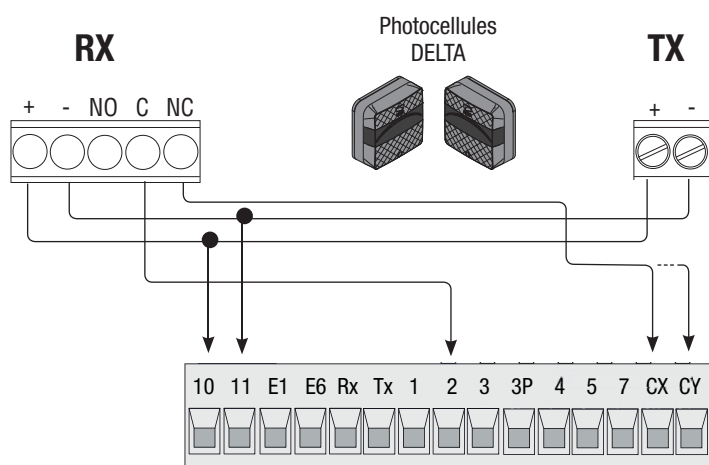 Photocellules
DELTA
RX
TX
+ - NO C NC
+ -
10 11 E1 E6 Rx Tx 1 2 3 3P 4 5 7 CX CY